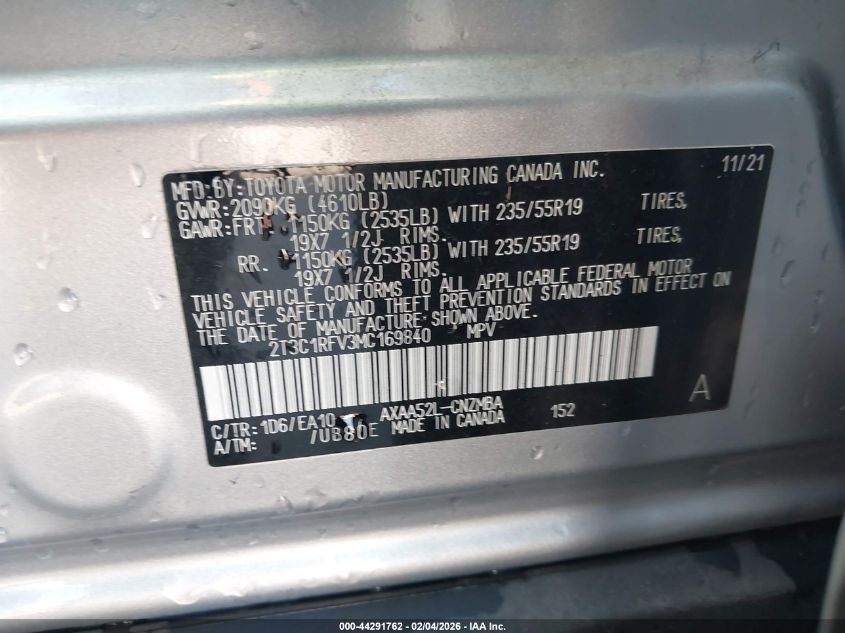 MFD. BY: TOYOTA MOTOR MANUFACTURING CANADA INC. 11/21
GVWR: 2090KG (4610LB)
GAWR: FRT. 1150KG (2535LB) WITH 235/55R19 TIRES,
19X7 1/2J RIMS.
RR. 1150KG (2535LB) WITH 235/55R19 TIRES,
19X7 1/2J RIMS.
THIS VEHICLE CONFORMS TO ALL APPLICABLE FEDERAL MOTOR
VEHICLE SAFETY AND THEFT PREVENTION STANDARDS IN EFFECT ON
THE DATE OF MANUFACTURE SHOWN ABOVE.
2T3C1RFV3MC169840 MPV
A
C/TR: 1D6/EA10 AXAA52L-CNZMBA 152
A/TM: /UB80E MADE IN CANADA
000-44291762 - 02/04/2026 - IAA Inc.